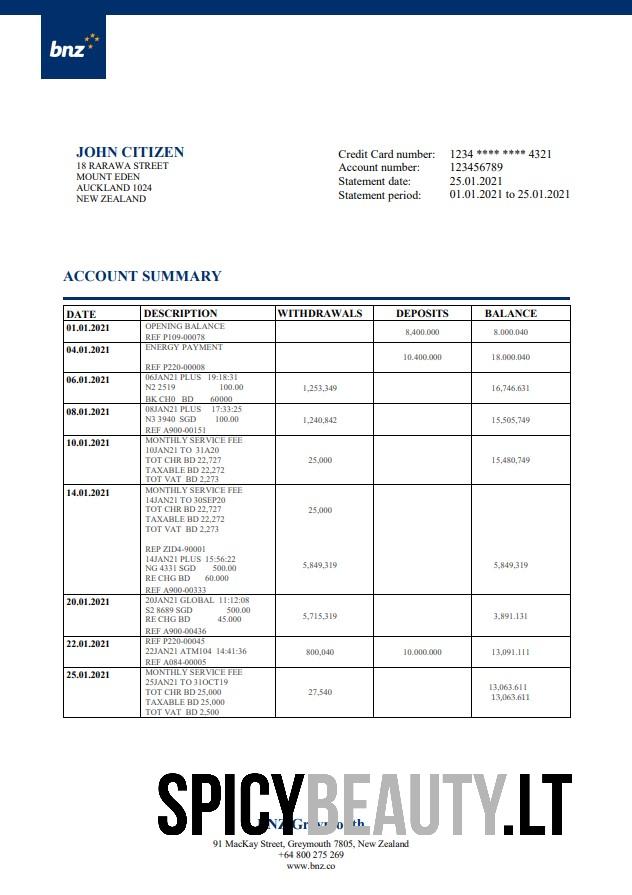 bnz
JOHN CITIZEN
18 RARAWA STREET
MOUNT EDEN
AUCKLAND 1024
NEW ZEALAND
Credit Card number: 1234 **** **** 4321
Account number: 123456789
Statement date: 25.01.2021
Statement period: 01.01.2021 to 25.01.2021
ACCOUNT SUMMARY
DATE DESCRIPTION WITHDRAWALS DEPOSITS BALANCE
01.01.2021 OPENING BALANCE
REF P109-00078 8,400.000 8.000.040
04.01.2021 ENERGY PAYMENT
10.400.000 18.000.040
REF P220-00008
06.01.2021 06JAN21 PLUS 19:18:31
N2 2519 100.00 1,253,349 16,746.631
BK CH0 BD 60000
08.01.2021 08JAN21 PLUS 17:33:25
N3 3940 SGD 100.00 1,240,842 15,505,749
REF A900-00151
10.01.2021 MONTHLY SERVICE FEE
10JAN21 TO 31A20
TOT CHR BD 22,727 25,000 15,480,749
TAXABLE BD 22,272
TOT VAT BD 2,273
14.01.2021 MONTHLY SERVICE FEE
14JAN21 TO 30SEP20
TOT CHR BD 22,727 25,000
TAXABLE BD 22,272
TOT VAT BD 2,273
REP ZID4-90001
14JAN21 PLUS 15:56:22
NG 4331 SGD 500.00 5,849,319 5,849,319
RE CHG BD 60.000
REF A900-00333
20.01.2021 20JAN21 GLOBAL 11:12:08
S2 8689 SGD 500.00 5,715,319 3,891.131
RE CHG BD 45.000
REF A900-00436
22.01.2021 REF P220-00045
22JAN21 ATM104 14:41:36 800,040 10.000.000 13,091.111
REF A084-00005
25.01.2021 MONTHLY SERVICE FEE
25JAN21 TO 31OCT19
TOT CHR BD 25,000 27,540 13,063.611
TAXABLE BD 25,000 13,063.611
TOT VAT BD 2,500
SPICYBEAUTY.LT
BNZ Greymouth
91 MacKay Street, Greymouth 7805, New Zealand
+64 800 275 269
www.bnz.co